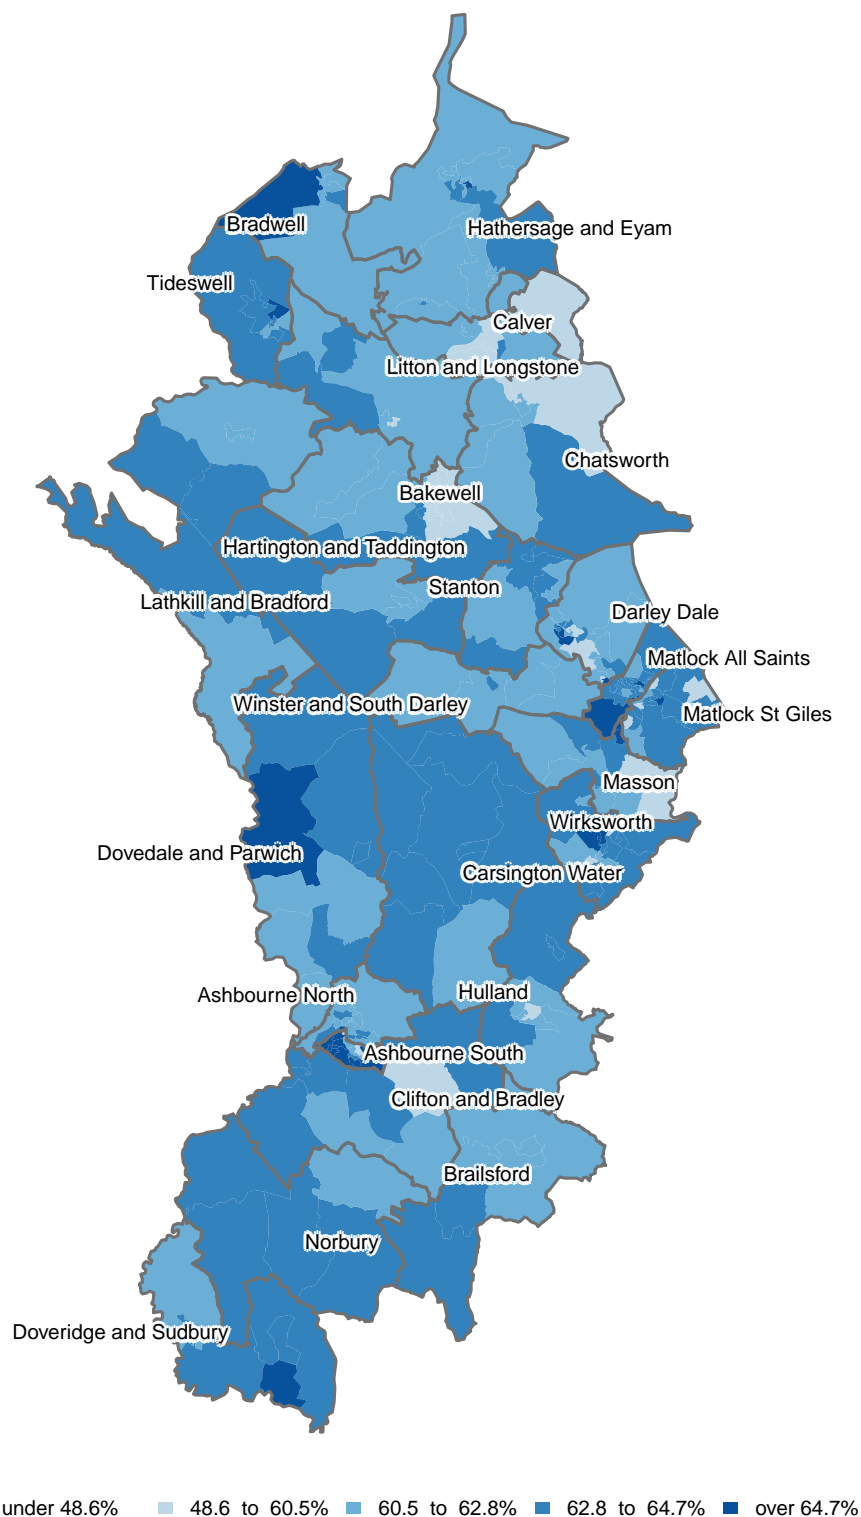 Bradwell
Hathersage and Eyam
Tideswell
Calver
Litton and Longstone
Chatsworth
Bakewell
Hartington and Taddington
Stanton
Lathkill and Bradford
Darley Dale
Matlock All Saints
Winster and South Darley
Matlock St Giles
Masson
Wirksworth
Dovedale and Parwich
Carsington Water
Ashbourne North
Hulland
Ashbourne South
Clifton and Bradley
Brailsford
Norbury
Doveridge and Sudbury
under 48.6% 48.6 to 60.5% 60.5 to 62.8% 62.8 to 64.7% over 64.7%